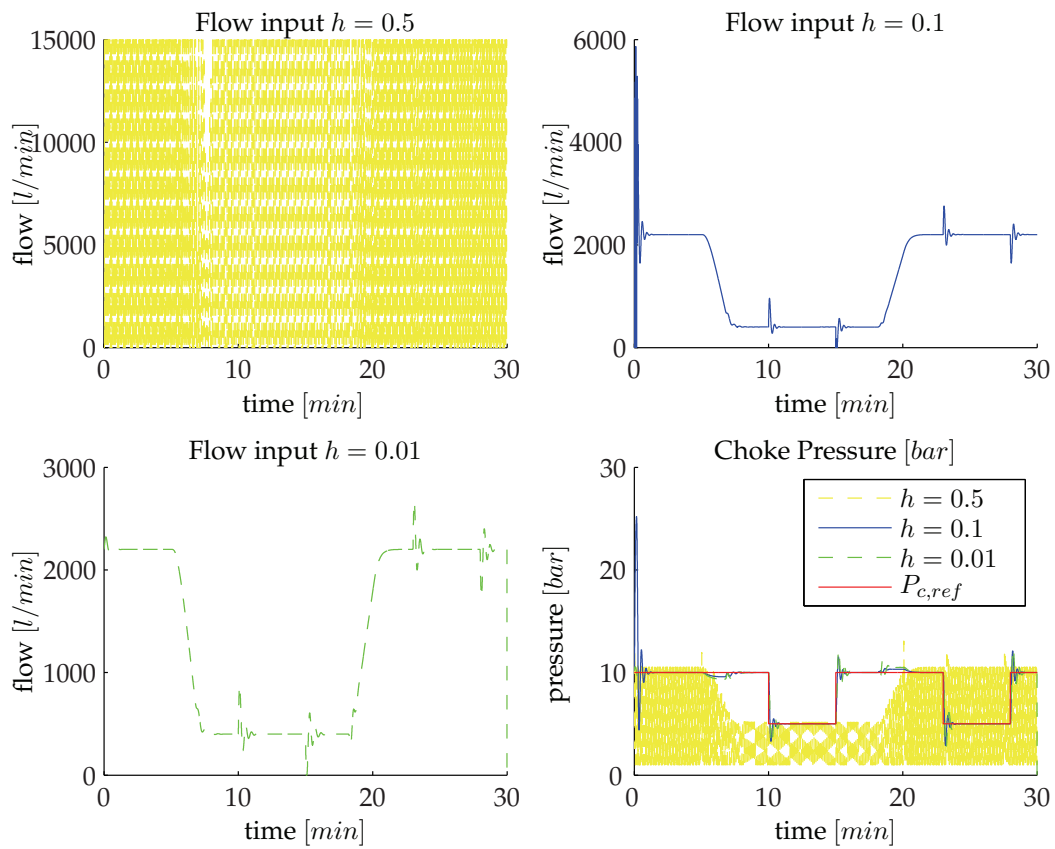 Flow input h = 0.5
15000
10000
5000
0
flow [l/min]
0 10 20 30
time [min]
Flow input h = 0.1
6000
4000
2000
0
flow [l/min]
0 10 20 30
time [min]
Flow input h = 0.01
3000
2000
1000
0
flow [l/min]
0 10 20 30
time [min]
Choke Pressure [bar]
30
20
10
0
pressure [bar]
h = 0.5
h = 0.1
h = 0.01
P_{c,ref}
0 10 20 30
time [min]